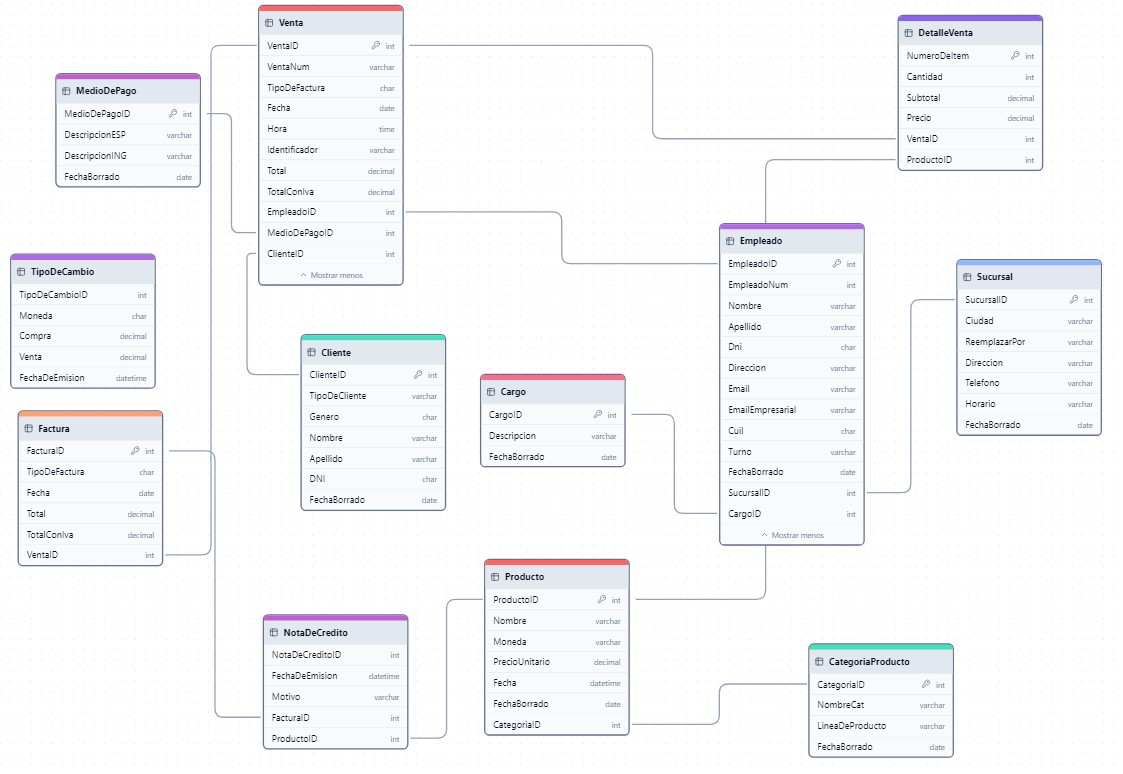 Venta
VentaID int
VentaNum varchar
TipoDeFactura char
Fecha date
Hora time
Identificador varchar
Total decimal
TotalConIva decimal
EmpleadoID int
MedioDePagoID int
ClienteID int
Mostrar menos
DetalleVenta
NumeroDeItem int
Cantidad int
Subtotal decimal
Precio decimal
VentaID int
ProductoID int
MedioDePago
MedioDePagoID int
DescripcionESP varchar
DescripcionING varchar
FechaBorrado date
TipoDeCambio
TipoDeCambioID int
Moneda char
Compra decimal
Venta decimal
FechaDeEmision datetime
Empleado
EmpleadoID int
EmpleadoNum int
Nombre varchar
Apellido varchar
Dni char
Direccion varchar
Email varchar
EmailEmpresarial varchar
Cuil char
Turno varchar
FechaBorrado date
SucursalID int
CargoID int
Mostrar menos
Sucursal
SucursalID int
Ciudad varchar
ReemplazarPor varchar
Direccion varchar
Telefono varchar
Horario varchar
FechaBorrado date
Cliente
ClienteID int
TipoDeCliente varchar
Genero char
Nombre varchar
Apellido varchar
DNI char
FechaBorrado date
Cargo
CargoID int
Descripcion varchar
FechaBorrado date
Factura
FacturaID int
TipoDeFactura char
Fecha date
Total decimal
TotalConIva decimal
VentaID int
NotaDeCredito
NotaDeCreditoID int
FechaDeEmision datetime
Motivo varchar
FacturaID int
ProductoID int
Producto
ProductoID int
Nombre varchar
Moneda varchar
PrecioUnitario decimal
Fecha datetime
FechaBorrado date
CategoriaID int
CategoriaProducto
CategoriaID int
NombreCat varchar
LineaDeProducto varchar
FechaBorrado date